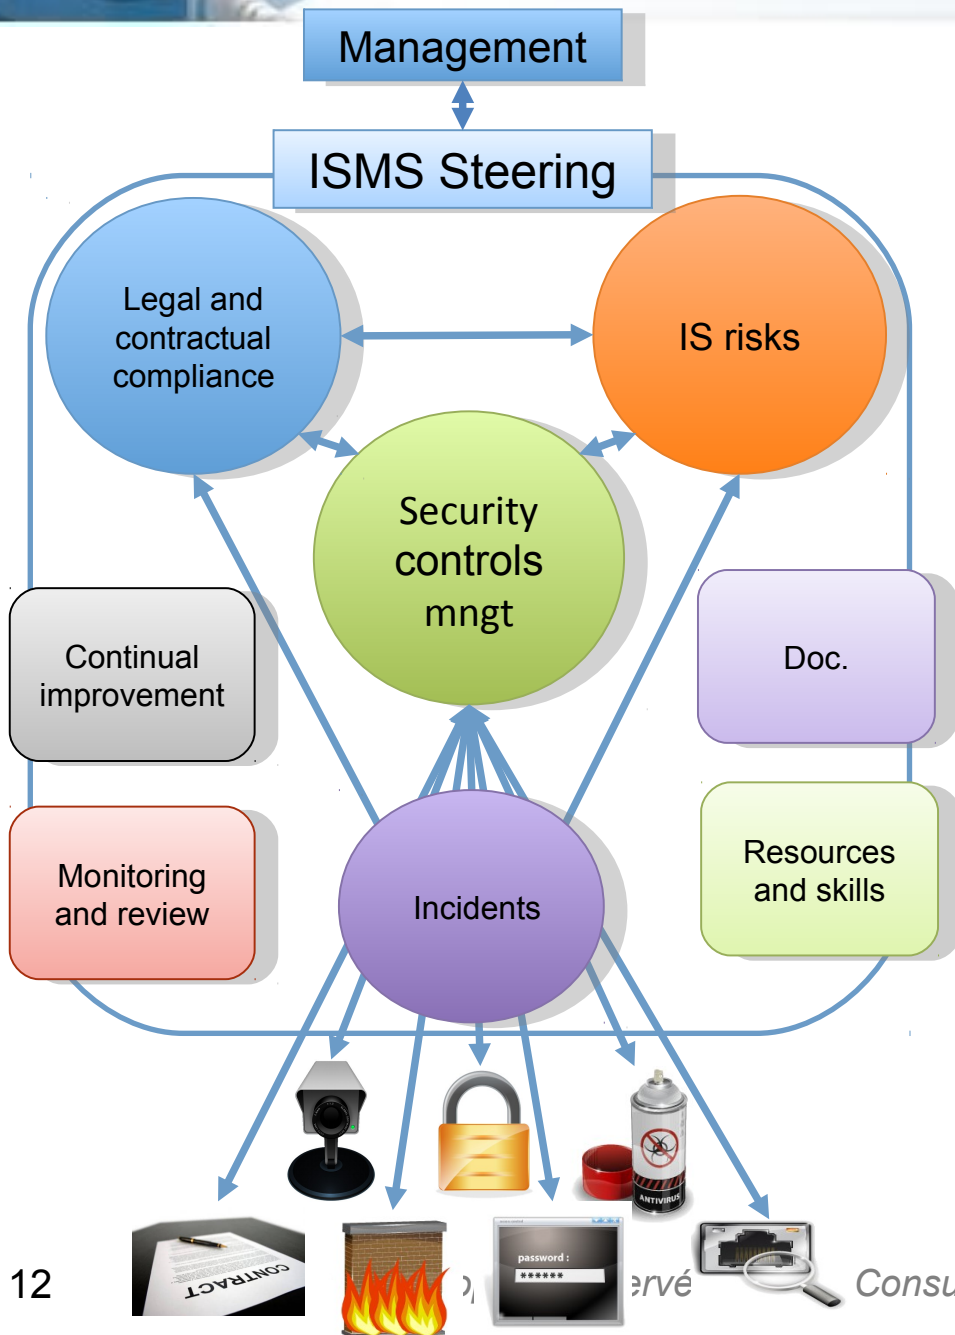 Management
ISMS Steering
Legal and
contractual
compliance
IS risks
Security
controls
mngt
Continual
improvement
Doc.
Monitoring
and review
Resources
and skills
Incidents
ANTIVIRUS
CONTRACT
password :
******
12
ervé
Consu